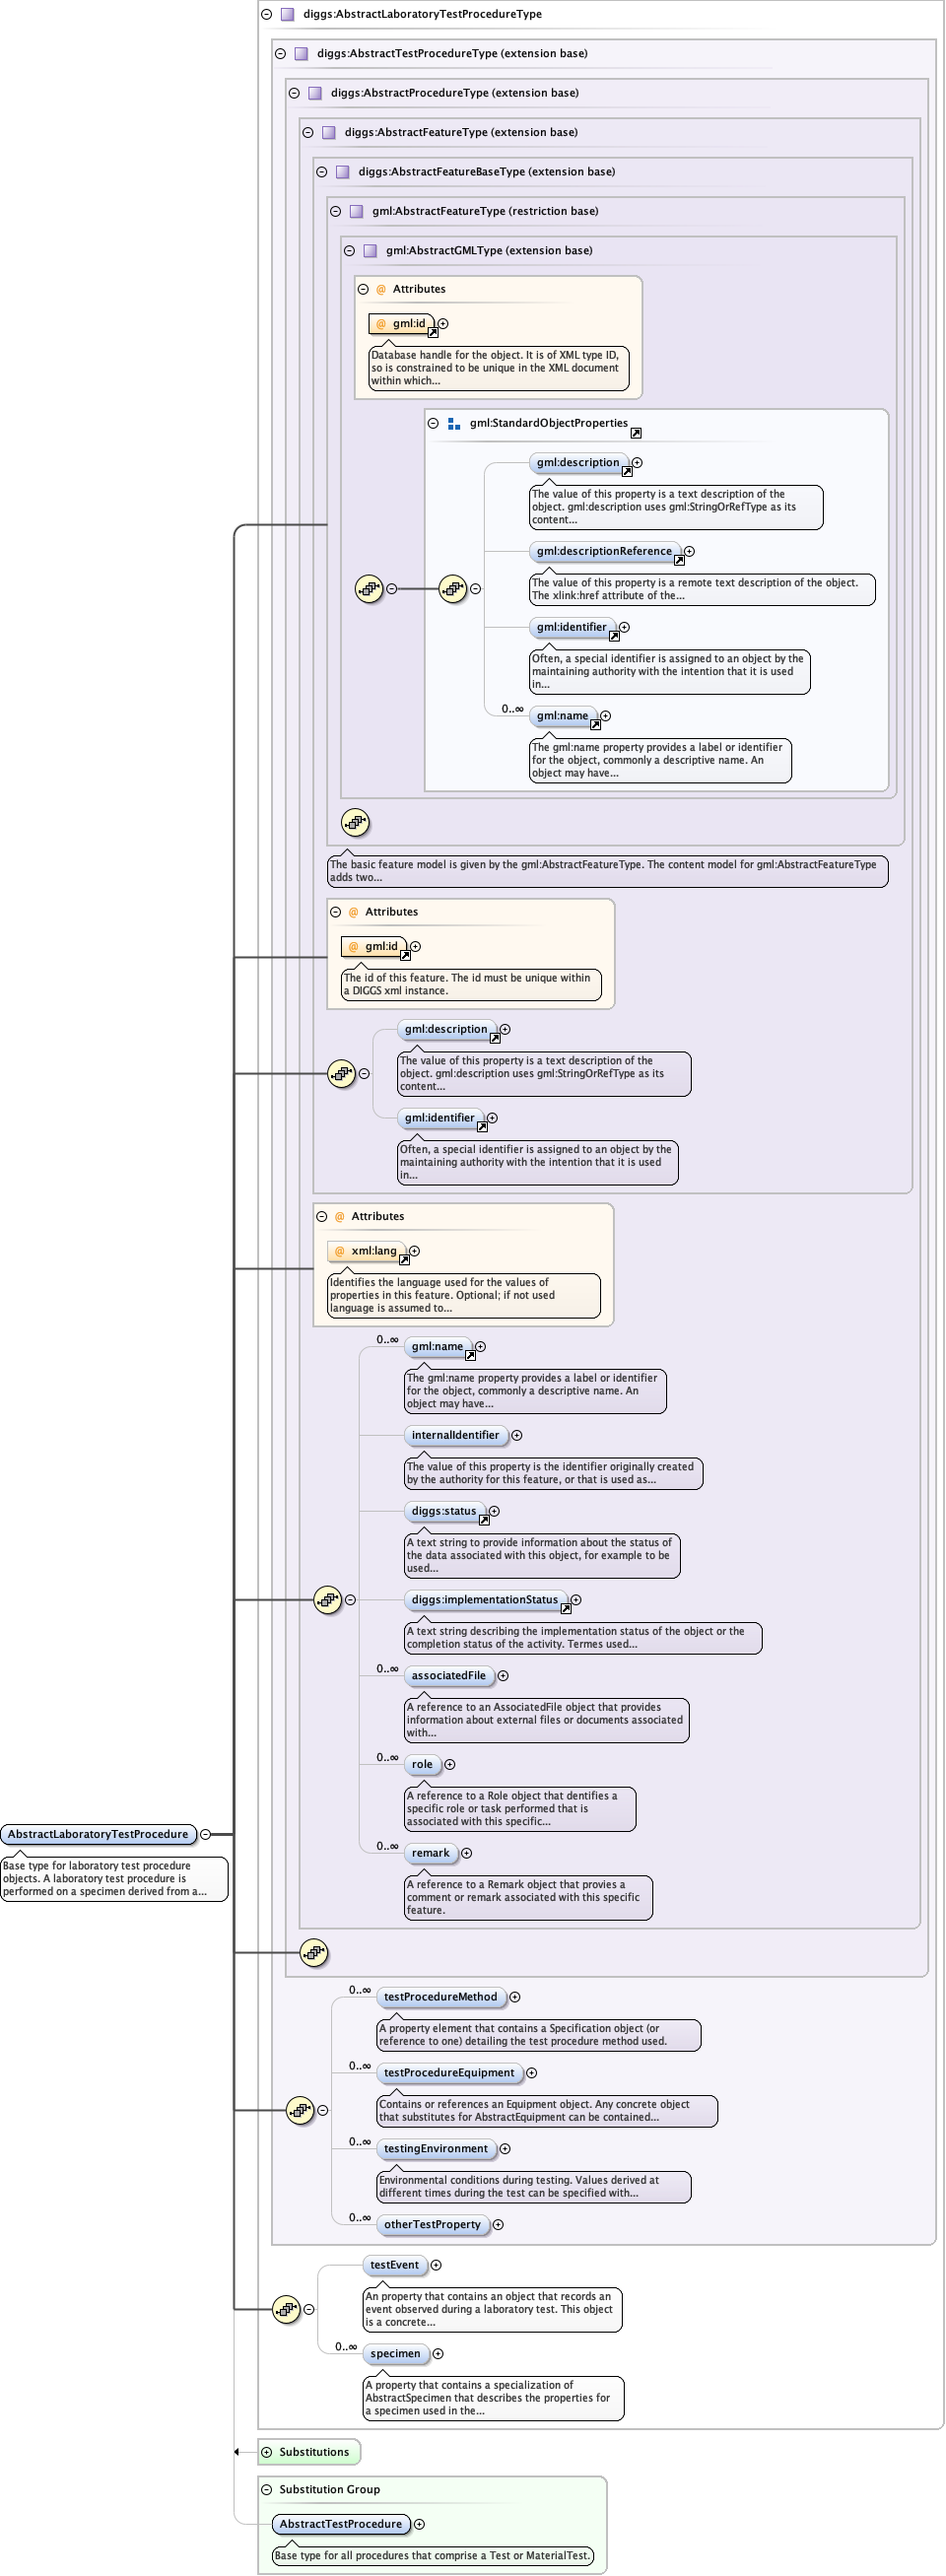 diggs:AbstractLaboratoryTestProcedureType
diggs:AbstractTestProcedureType (extension base)
diggs:AbstractProcedureType (extension base)
diggs:AbstractFeatureType (extension base)
diggs:AbstractFeatureBaseType (extension base)
gml:AbstractFeatureType (restriction base)
gml:AbstractGMLType (extension base)
@ Attributes
@ gml:id
Database handle for the object. It is of XML type ID,
so is constrained to be unique in the XML document
within which...
gml:StandardObjectProperties
gml:description
The value of this property is a text description of the
object. gml:description uses gml:StringOrRefType as its
content...
gml:descriptionReference
The value of this property is a remote text description of the object.
The xlink:href attribute of the...
gml:identifier
Often, a special identifier is assigned to an object by the
maintaining authority with the intention that it is used
in...
0..∞
gml:name
The gml:name property provides a label or identifier
for the object, commonly a descriptive name. An
object may have...
The basic feature model is given by the gml:AbstractFeatureType. The content model for gml:AbstractFeatureType
adds two...
@ Attributes
@ gml:id
The id of this feature. The id must be unique within
a DIGGS xml instance.
gml:description
The value of this property is a text description of the
object. gml:description uses gml:StringOrRefType as its
content...
gml:identifier
Often, a special identifier is assigned to an object by the
maintaining authority with the intention that it is used
in...
@ Attributes
@ xml:lang
Identifies the language used for the values of
properties in this feature. Optional; if not used
language is assumed to...
0..∞
gml:name
The gml:name property provides a label or identifier
for the object, commonly a descriptive name. An
object may have...
internalIdentifier
The value of this property is the identifier originally created
by the authority for this feature, or that is used as...
diggs:status
A text string to provide information about the status of
the data associated with this object, for example to be
used...
diggs:implementationStatus
A text string describing the implementation status of the object or the
completion status of the activity. Termes used...
0..∞
associatedFile
A reference to an AssociatedFile object that provides
information about external files or documents associated
with...
0..∞
role
A reference to a Role object that dentifies a
specific role or task performed that is
associated with this specific...
0..∞
remark
A reference to a Remark object that provies a
comment or remark associated with this specific
feature.
AbstractLaboratoryTestProcedure
Base type for laboratory test procedure
objects. A laboratory test procedure is
performed on a specimen derived from a...
0..∞
testProcedureMethod
A property element that contains a Specification object (or
reference to one) detailing the test procedure method used.
0..∞
testProcedureEquipment
Contains or references an Equipment object. Any concrete object
that substitutes for AbstractEquipment can be contained...
0..∞
testingEnvironment
Environmental conditions during testing. Values derived at
different times during the test can be specified with...
0..∞
otherTestProperty
testEvent
An property that contains an object that records an
event observed during a laboratory test. This object
is a concrete...
0..∞
specimen
A property that contains a specialization of
AbstractSpecimen that describes the properties for
a specimen used in the...
Substitutions
Substitution Group
AbstractTestProcedure
Base type for all procedures that comprise a Test or MaterialTest.